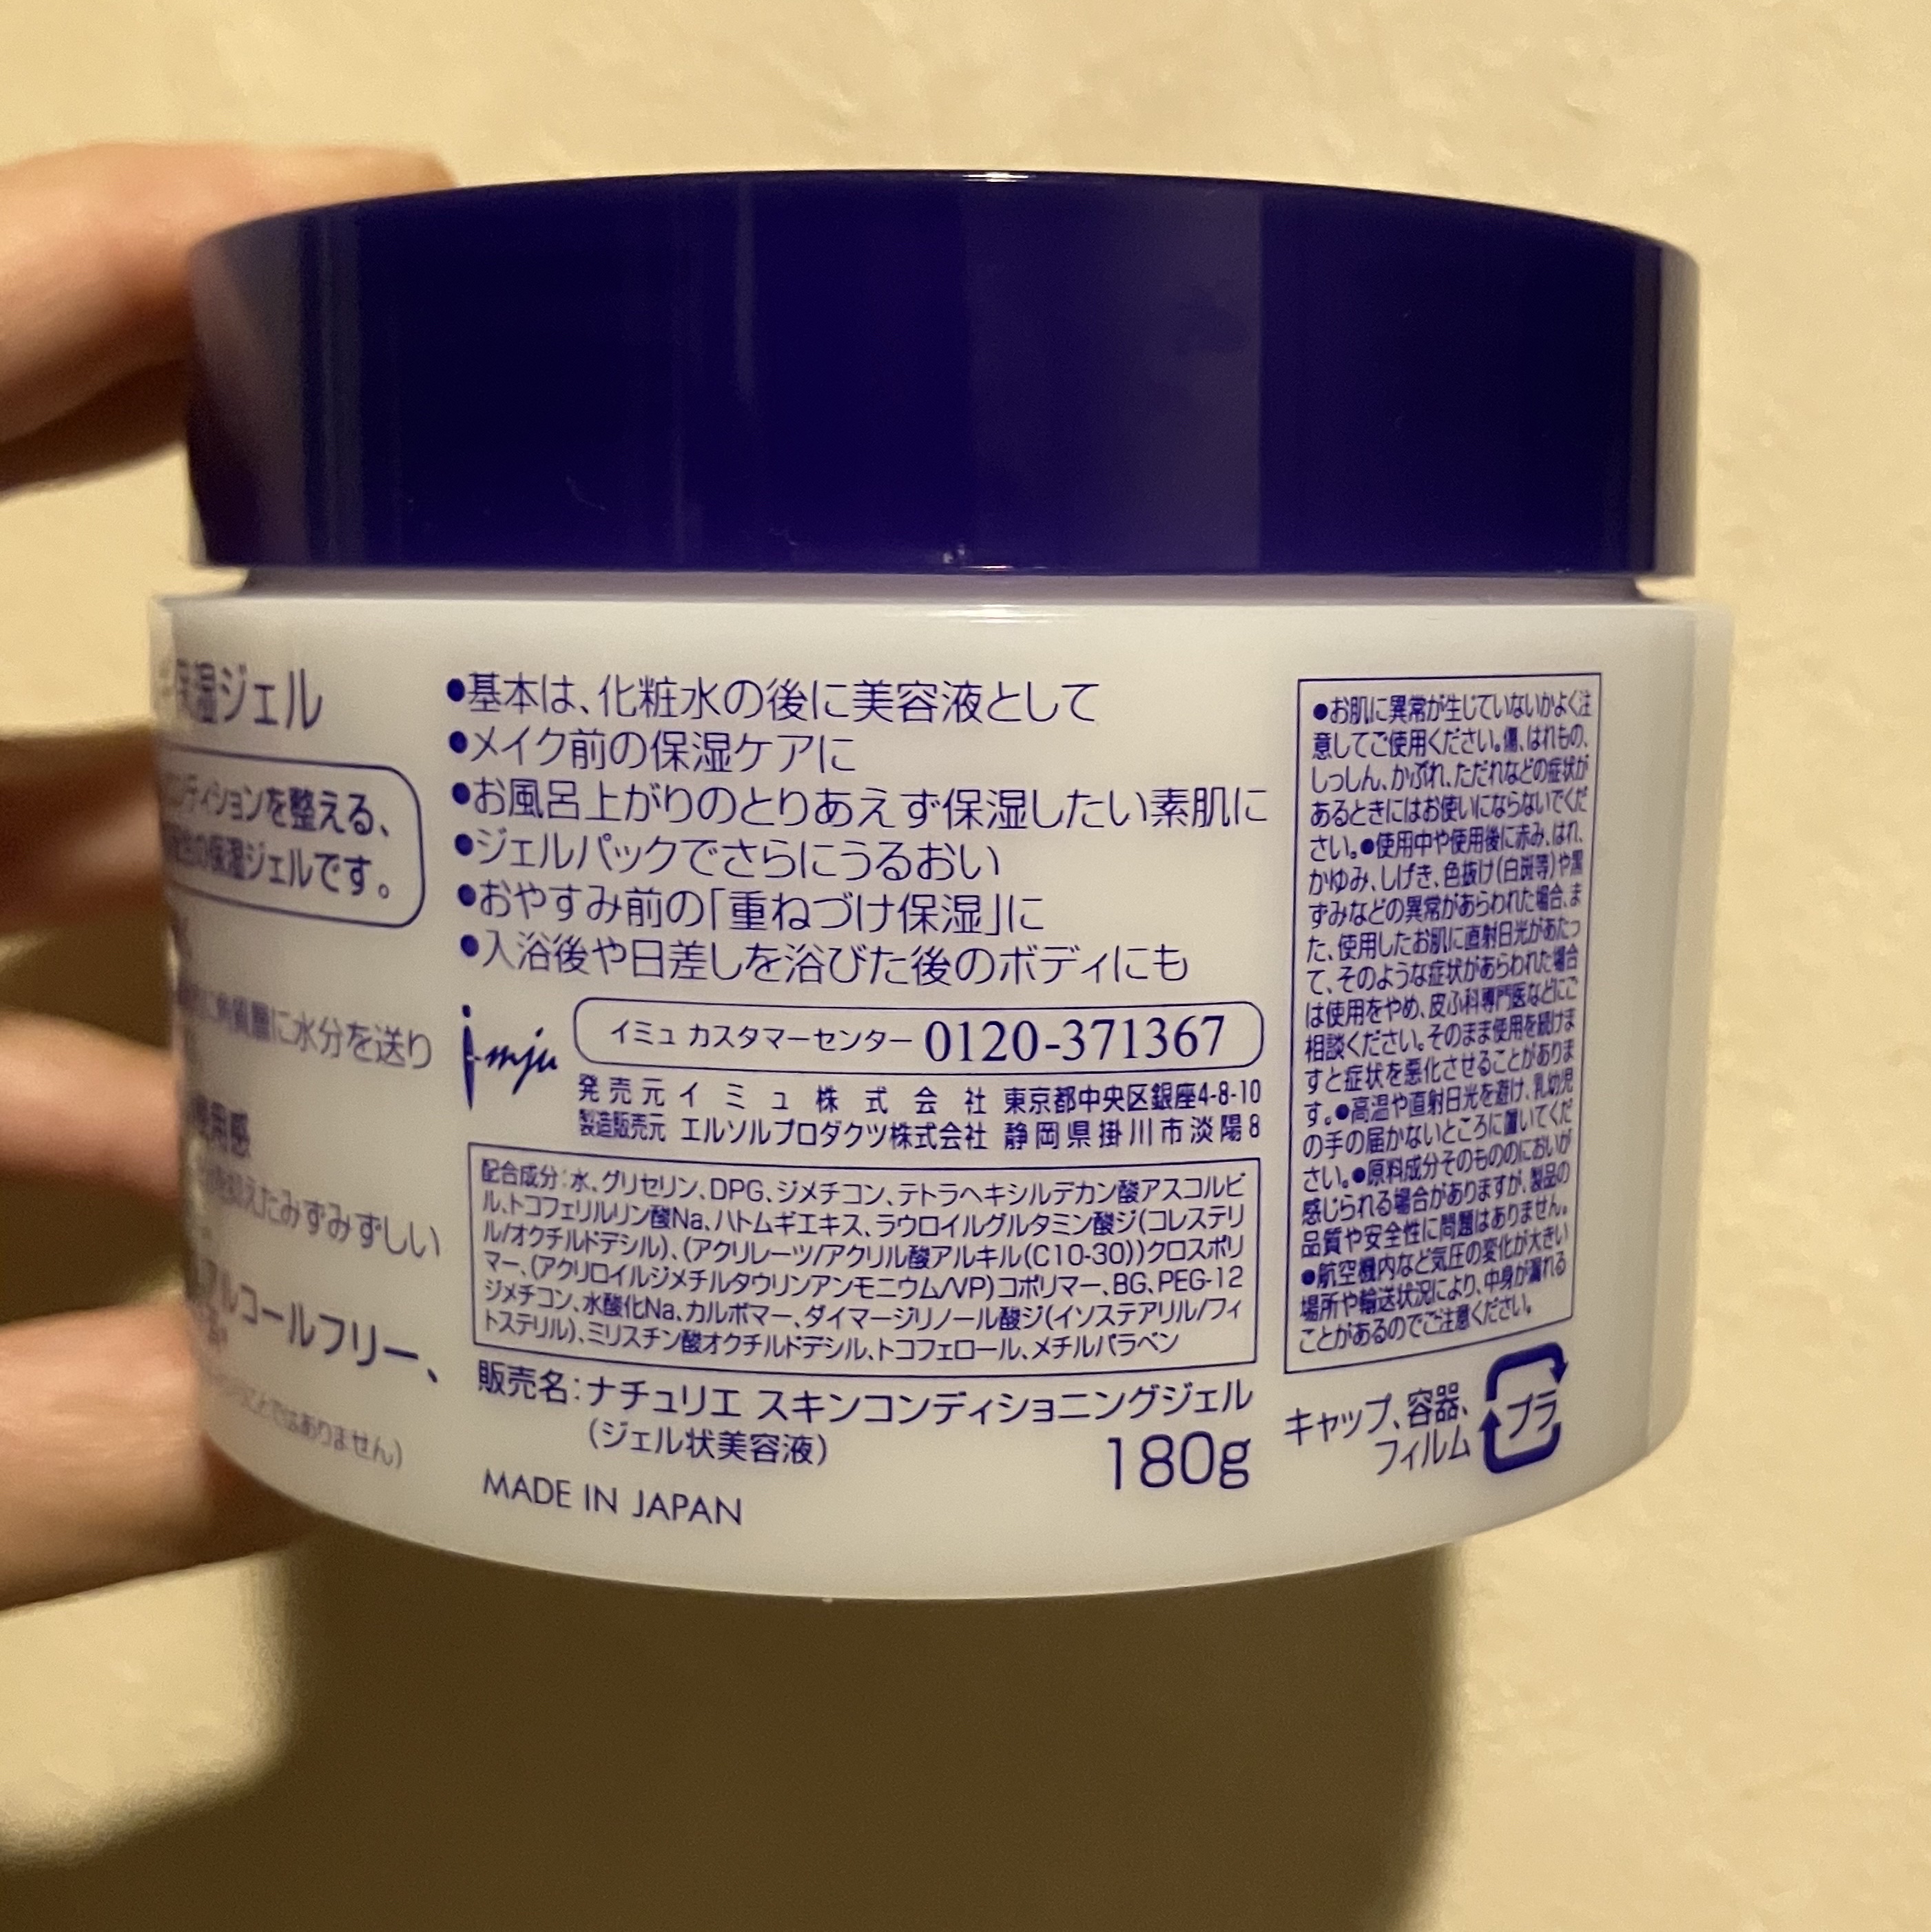 保湿ジェル
ンディションを整える、
の保湿ジェルです。
に角質層に水分を送り
使用感
を抑えたみずみずしい
アルコールフリー、
ことではありません)
●基本は、化粧水の後に美容液として
●メイク前の保湿ケアに
●お風呂上がりのとりあえず保湿したい素肌に
●ジェルパックでさらにうるおい
●おやすみ前の「重ねづけ保湿」に
●入浴後や日差しを浴びた後のボディにも
i-mju
イミュ カスタマーセンター 0120-371367
発売元 イミュ株式会社 東京都中央区銀座4-8-10
製造販売元 エルソルプロダクツ株式会社 静岡県掛川市淡陽8
配合成分:水、グリセリン、DPG、ジメチコン、テトラヘキシルデカン酸アスコルビ
ル、トコフェリルリン酸Na、ハトムギエキス、ラウロイルグルタミン酸ジ(コレステリ
ル/オクチルドデシル)、(アクリレーツ/アクリル酸アルキル(C10-30))クロスポリ
マー、(アクリロイルジメチルタウリンアンモニウム/VP)コポリマー、BG、PEG-12
ジメチコン、水酸化Na、カルボマー、ダイマージリノール酸ジ(イソステアリル/フィ
トステリル)、ミリスチン酸オクチルドデシル、トコフェロール、メチルパラベン
販売名:ナチュリエ スキンコンディショニングジェル
(ジェル状美容液)
180g
MADE IN JAPAN
●お肌に異常が生じていないかよく注
意してご使用ください。傷、はれもの、
しっしん、かぶれ、ただれなどの症状が
あるときにはお使いにならないでくだ
さい。●使用中や使用後に赤み、はれ、
かゆみ、しげき、色抜け(白斑等)や黒
ずみなどの異常があらわれた場合、ま
た、使用したお肌に直射日光があたっ
て、そのような症状があらわれた場合
は使用をやめ、皮ふ科専門医などにご
相談ください。そのまま使用を続けま
すと症状を悪化させることがありま
す。●高温や直射日光を避け、乳幼児
の手の届かないところに置いてくだ
さい。●原料成分そのもののにおいが
感じられる場合がありますが、製品の
品質や安全性に問題はありません。
●航空機内など気圧の変化が大きい
場所や輸送状況により、中身が漏れる
ことがあるのでご注意ください。
キャップ、容器、
フィルム
プラ